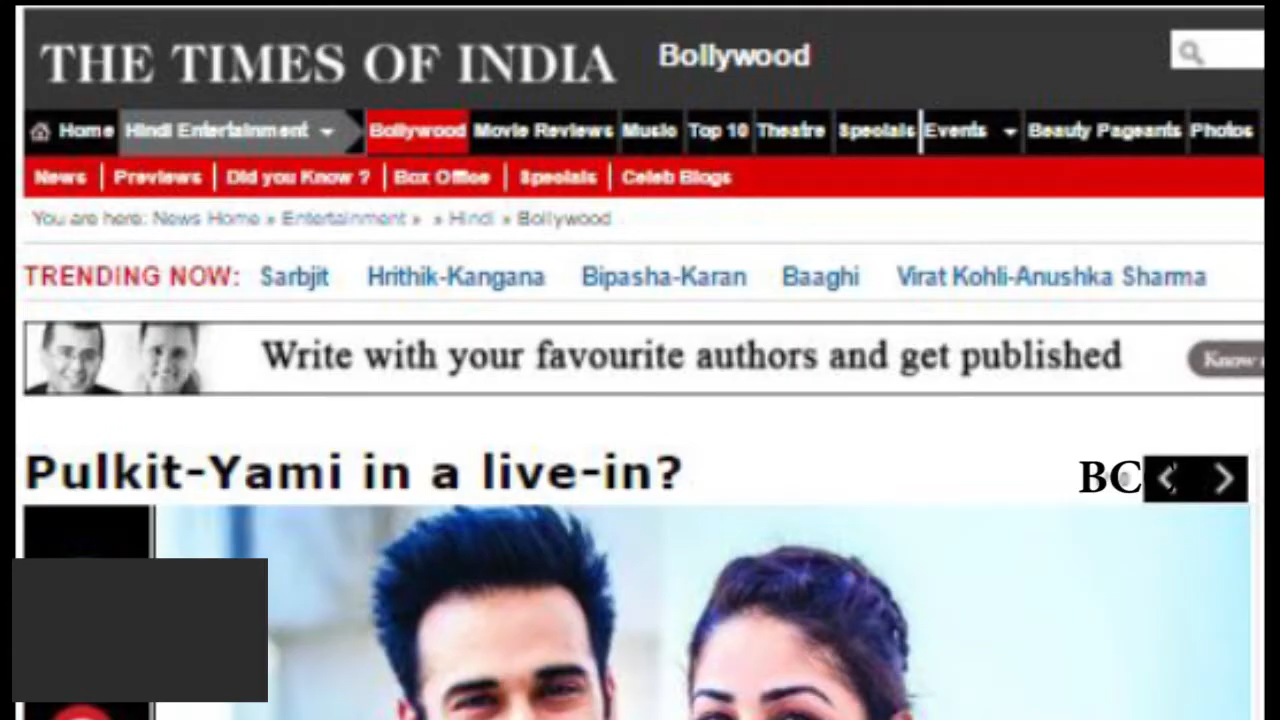 THE TIMES OF INDIA Bollywood
Home Hindi Entertainment Bollywood Movie Reviews Music Top 10 Theatre Specials Events Beauty Pageants Photos
News | Previews | Did you Know ? | Box Office | Specials | Celeb Blogs
You are here: News Home » Entertainment » » Hindi » Bollywood
TRENDING NOW: Sarbjit Hrithik-Kangana Bipasha-Karan Baaghi Virat Kohli-Anushka Sharma
Write with your favourite authors and get published Know
Pulkit-Yami in a live-in? BC